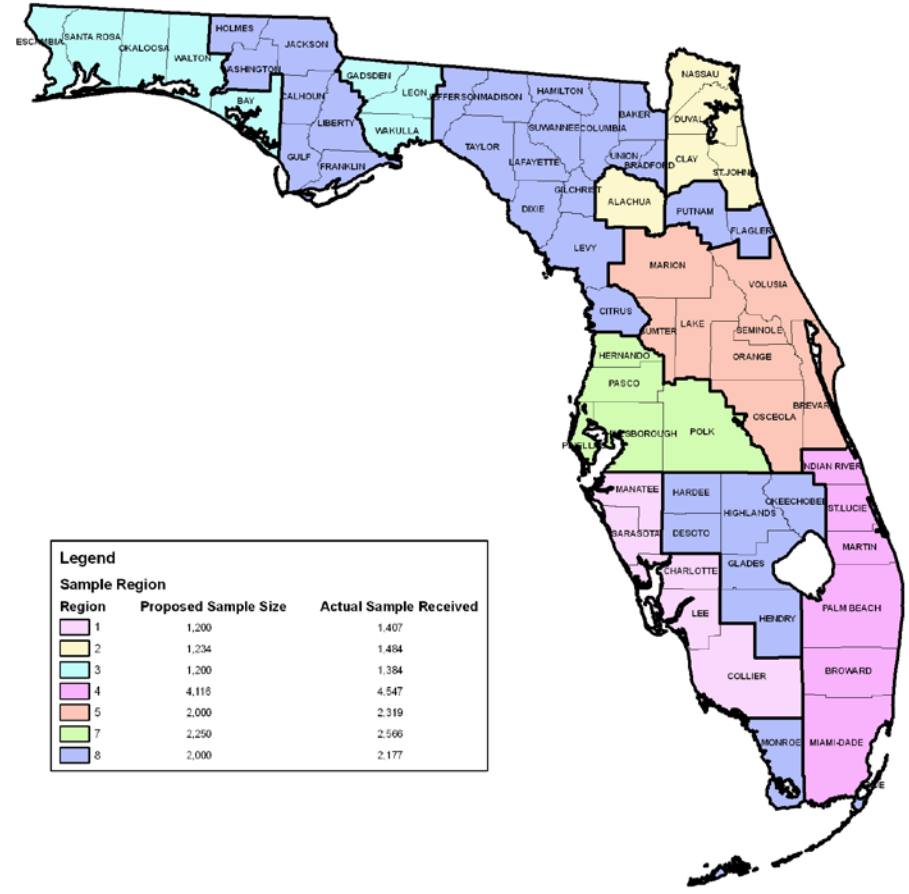 HOLMES
ESCAMBIA SANTA ROSA
OKALOOSA
WALTON
JACKSON
WASHINGTON
BAY
CALHOUN
LIBERTY
GULF
FRANKLIN
GADSDEN
LEON
WAKULLA
JEFFERSON MADISON
HAMILTON
TAYLOR
SUWANNEE COLUMBIA
BAKER
LAFAYETTE
UNION
BRADFORD
GILCHRIST
DIXIE
LEVY
NASSAU
DUVAL
CLAY
ST.JOHN
ALACHUA
PUTNAM
FLAGLER
MARION
VOLUSIA
CITRUS
SUMTER
LAKE
SEMINOLE
ORANGE
HERNANDO
PASCO
OSCEOLA
BREVAR
HILLSBOROUGH
POLK
INDIAN RIVER
MANATEE
HARDEE
OKEECHOBEE
HIGHLANDS
ST.LUCIE
SARASOTA
DESOTO
MARTIN
CHARLOTTE
GLADES
LEE
HENDRY
PALM BEACH
COLLIER
BROWARD
MONROE
MIAMI-DADE
Legend
Sample Region
Region Proposed Sample Size Actual Sample Received
1 1,200 1,407
2 1,234 1,484
3 1,200 1,384
4 4,116 4,547
5 2,000 2,319
7 2,250 2,566
8 2,000 2,177